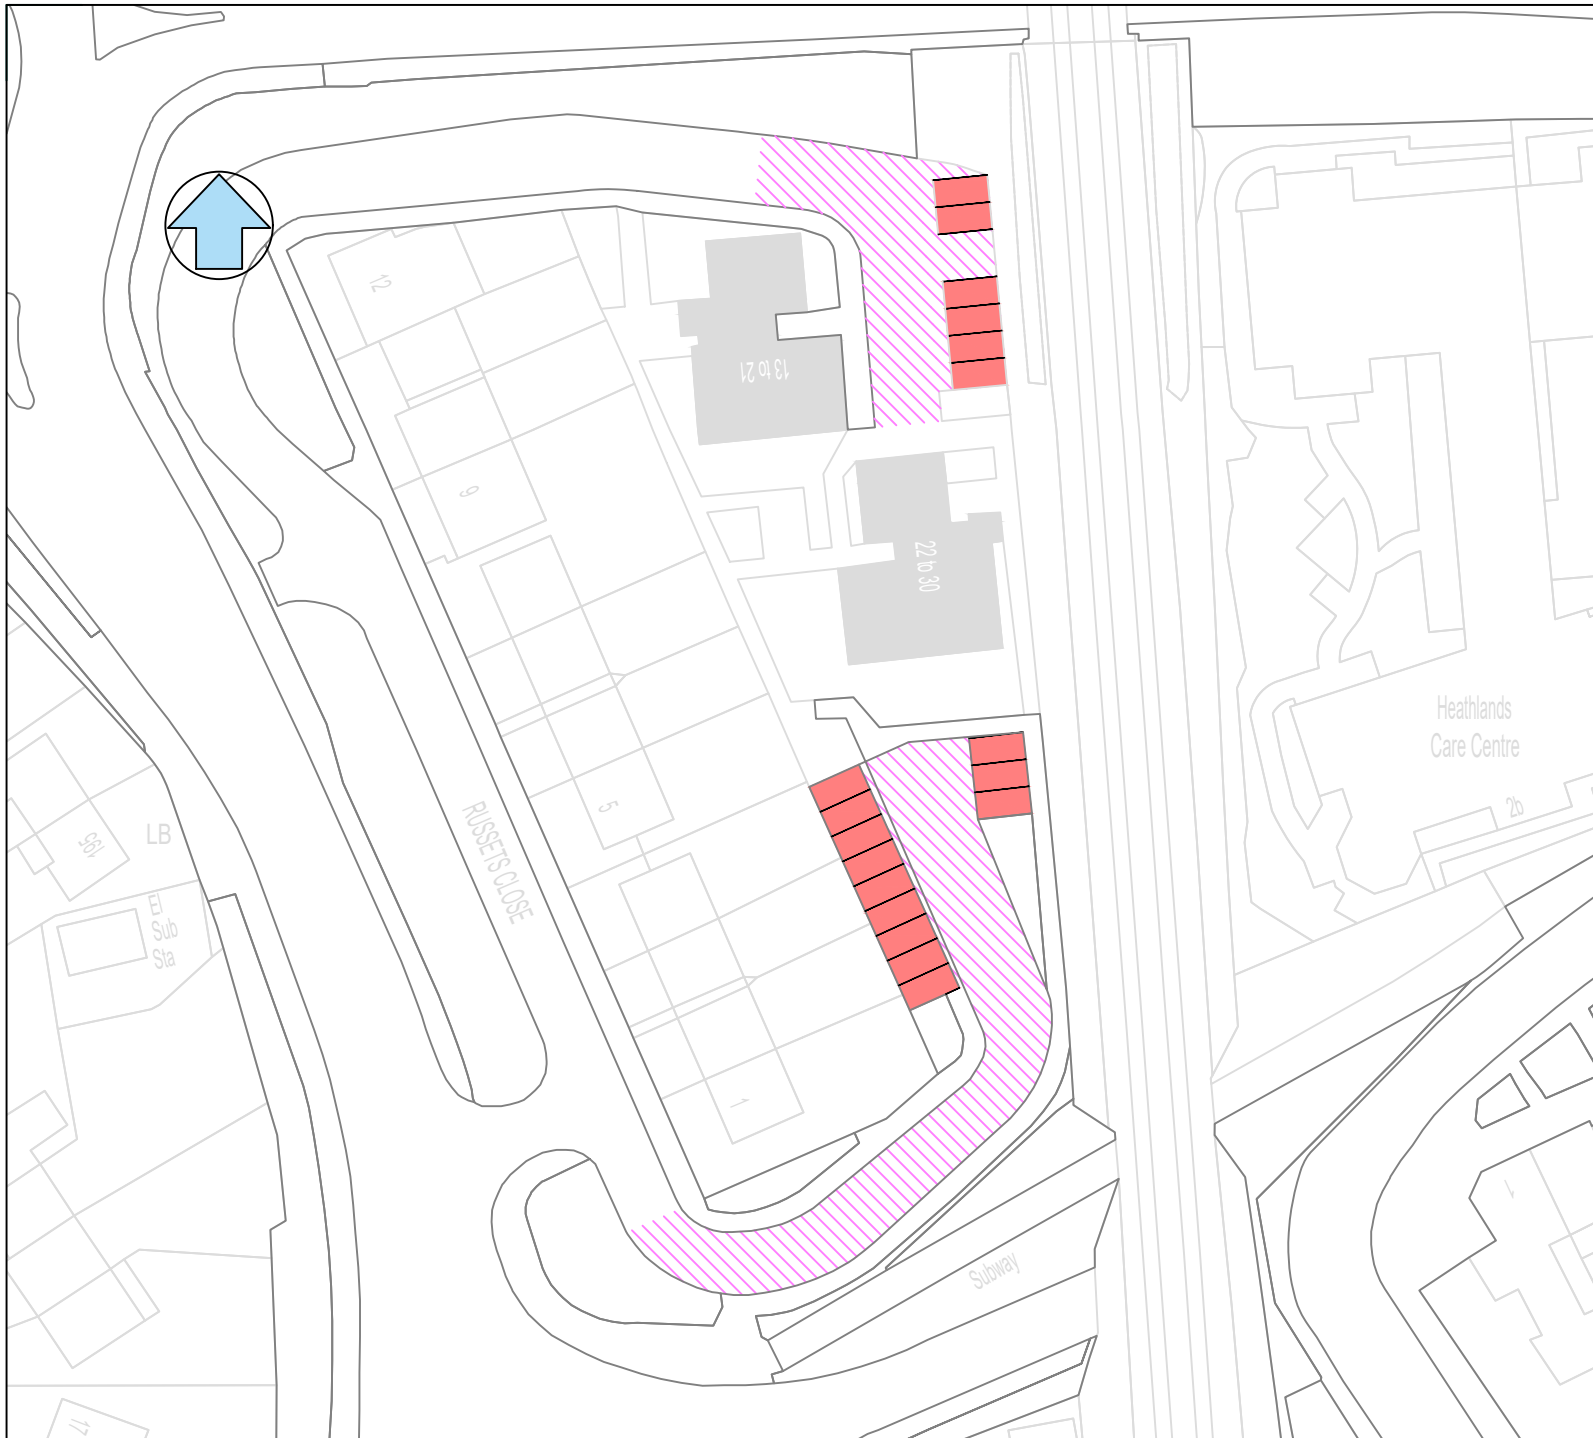 12
13 to 21
9
22 to 30
Heathlands
Care Centre
2b
5
RUSSETS CLOSE
195
LB
El
Sub
Sta
1
1
Subway
17